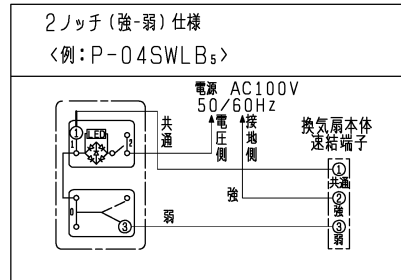 2ノッチ(強-弱)仕様
<例:P-04SWLB₅>
電源 AC100V
50/60Hz
共通
電圧側
接地側
換気扇本体
速結端子
① LED
1 2
①
共通
強
②
強
0
③
弱
③
弱